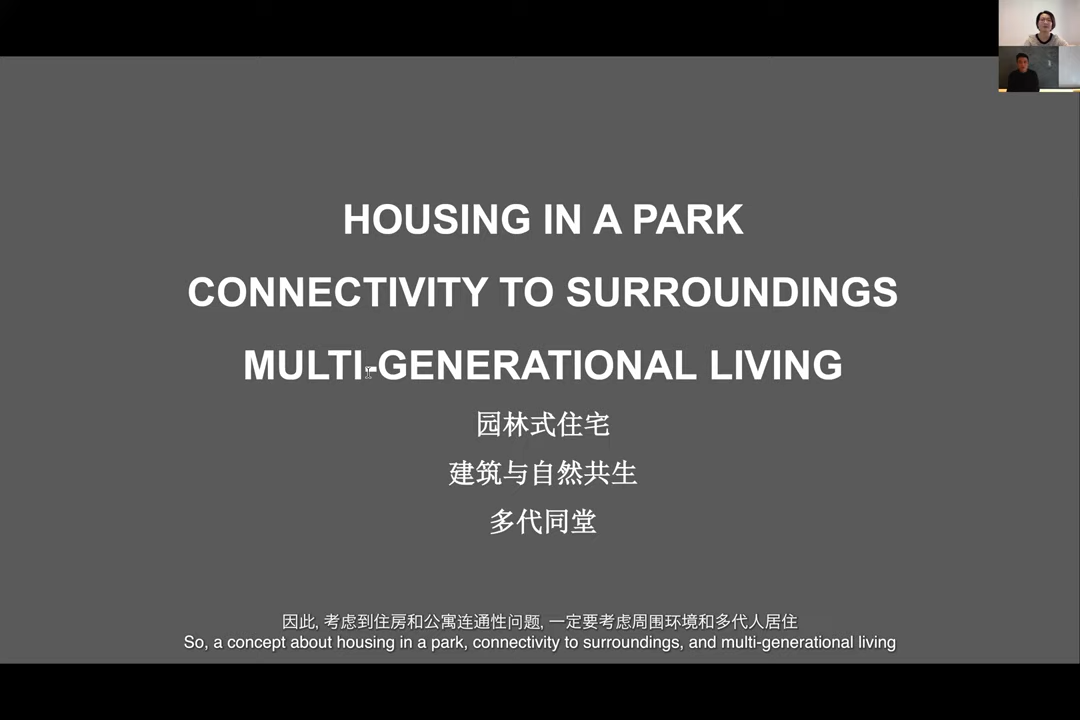 HOUSING IN A PARK
CONNECTIVITY TO SURROUNDINGS
MULTI-GENERATIONAL LIVING
园林式住宅
建筑与自然共生
多代同堂
因此, 考虑到住房和公寓连通性问题, 一定要考虑周围环境和多代人居住
So, a concept about housing in a park, connectivity to surroundings, and multi-generational living